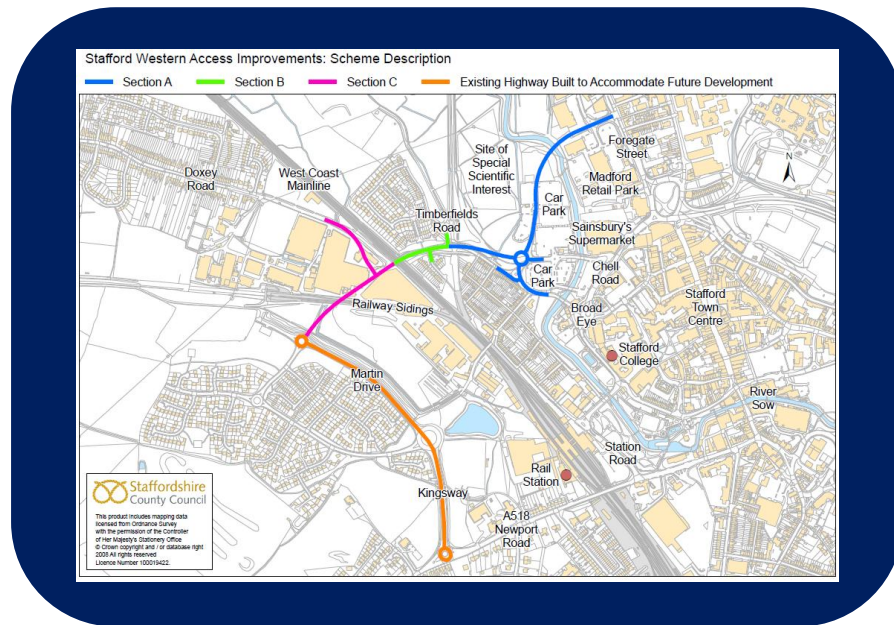 Stafford Western Access Improvements: Scheme Description
Section A
Section B
Section C
Existing Highway Built to Accommodate Future Development
Doxey
Road
West Coast
Mainline
Site of
Special
Scientific
Interest
Foregate
Street
N
Madford
Retail Park
Car
Park
Timberfields
Road
Sainsbury's
Supermarket
Car
Park
Chell
Road
Railway Sidings
Broad
Eye
Stafford
Town
Centre
Stafford
College
Martin
Drive
River
Sow
Station
Road
Rail
Station
Kingsway
A518
Newport
Road
Staffordshire
County Council
This product includes mapping data
licensed from Ordnance Survey
with the permission of the Controller
of Her Majesty's Stationery Office
© Crown copyright and / or database right
2008 All rights reserved
Licence Number 100019422.